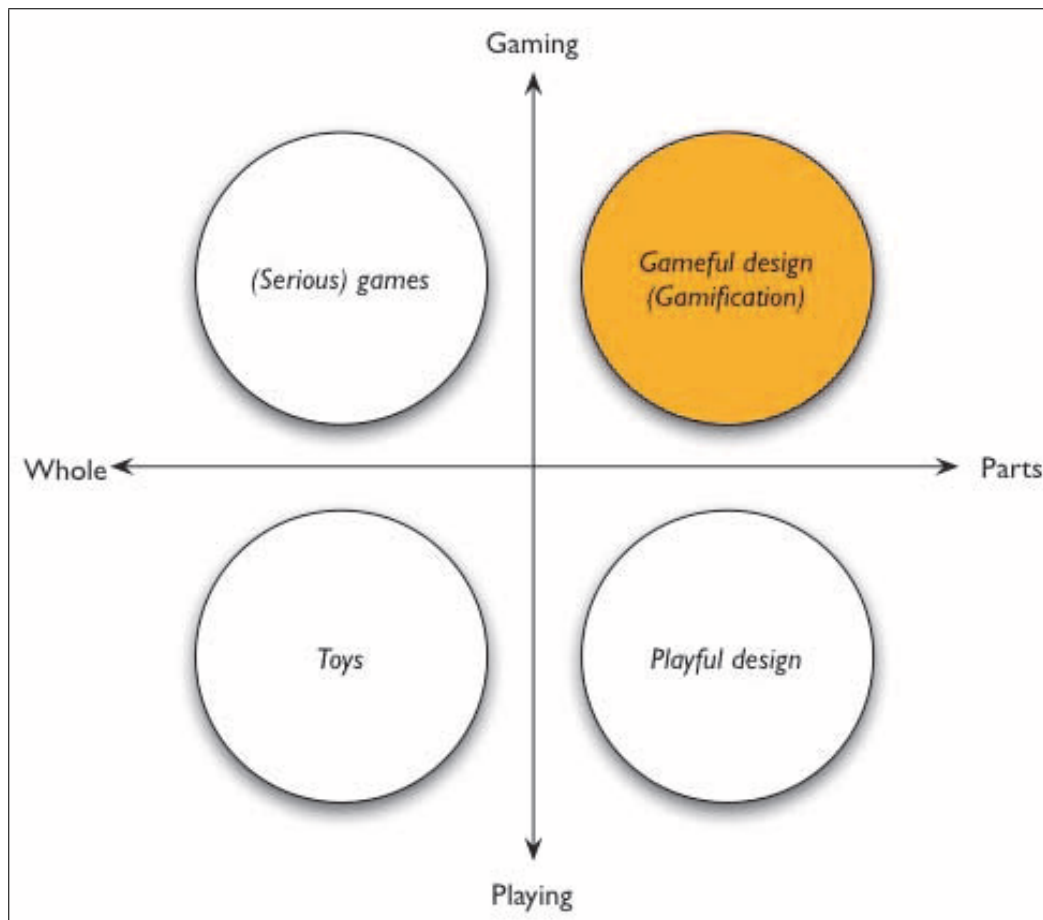 Gaming
(Serious) games
Gameful design
(Gamification)
Whole
Parts
Toys
Playful design
Playing